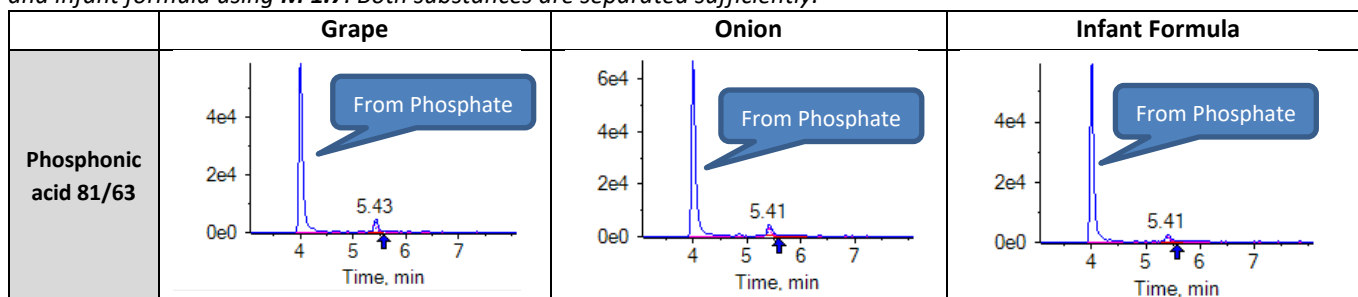 and infant formula using M 1.7. Both substances are separated sufficiently.
Grape
Onion
Infant Formula
Phosphonic
acid 81/63
4e4
2e4
0e0
From Phosphate
5.43
4 5 6 7
Time, min
6e4
4e4
2e4
0e0
From Phosphate
5.41
4 5 6 7
Time, min
4e4
2e4
0e0
From Phosphate
5.41
4 5 6 7
Time, min